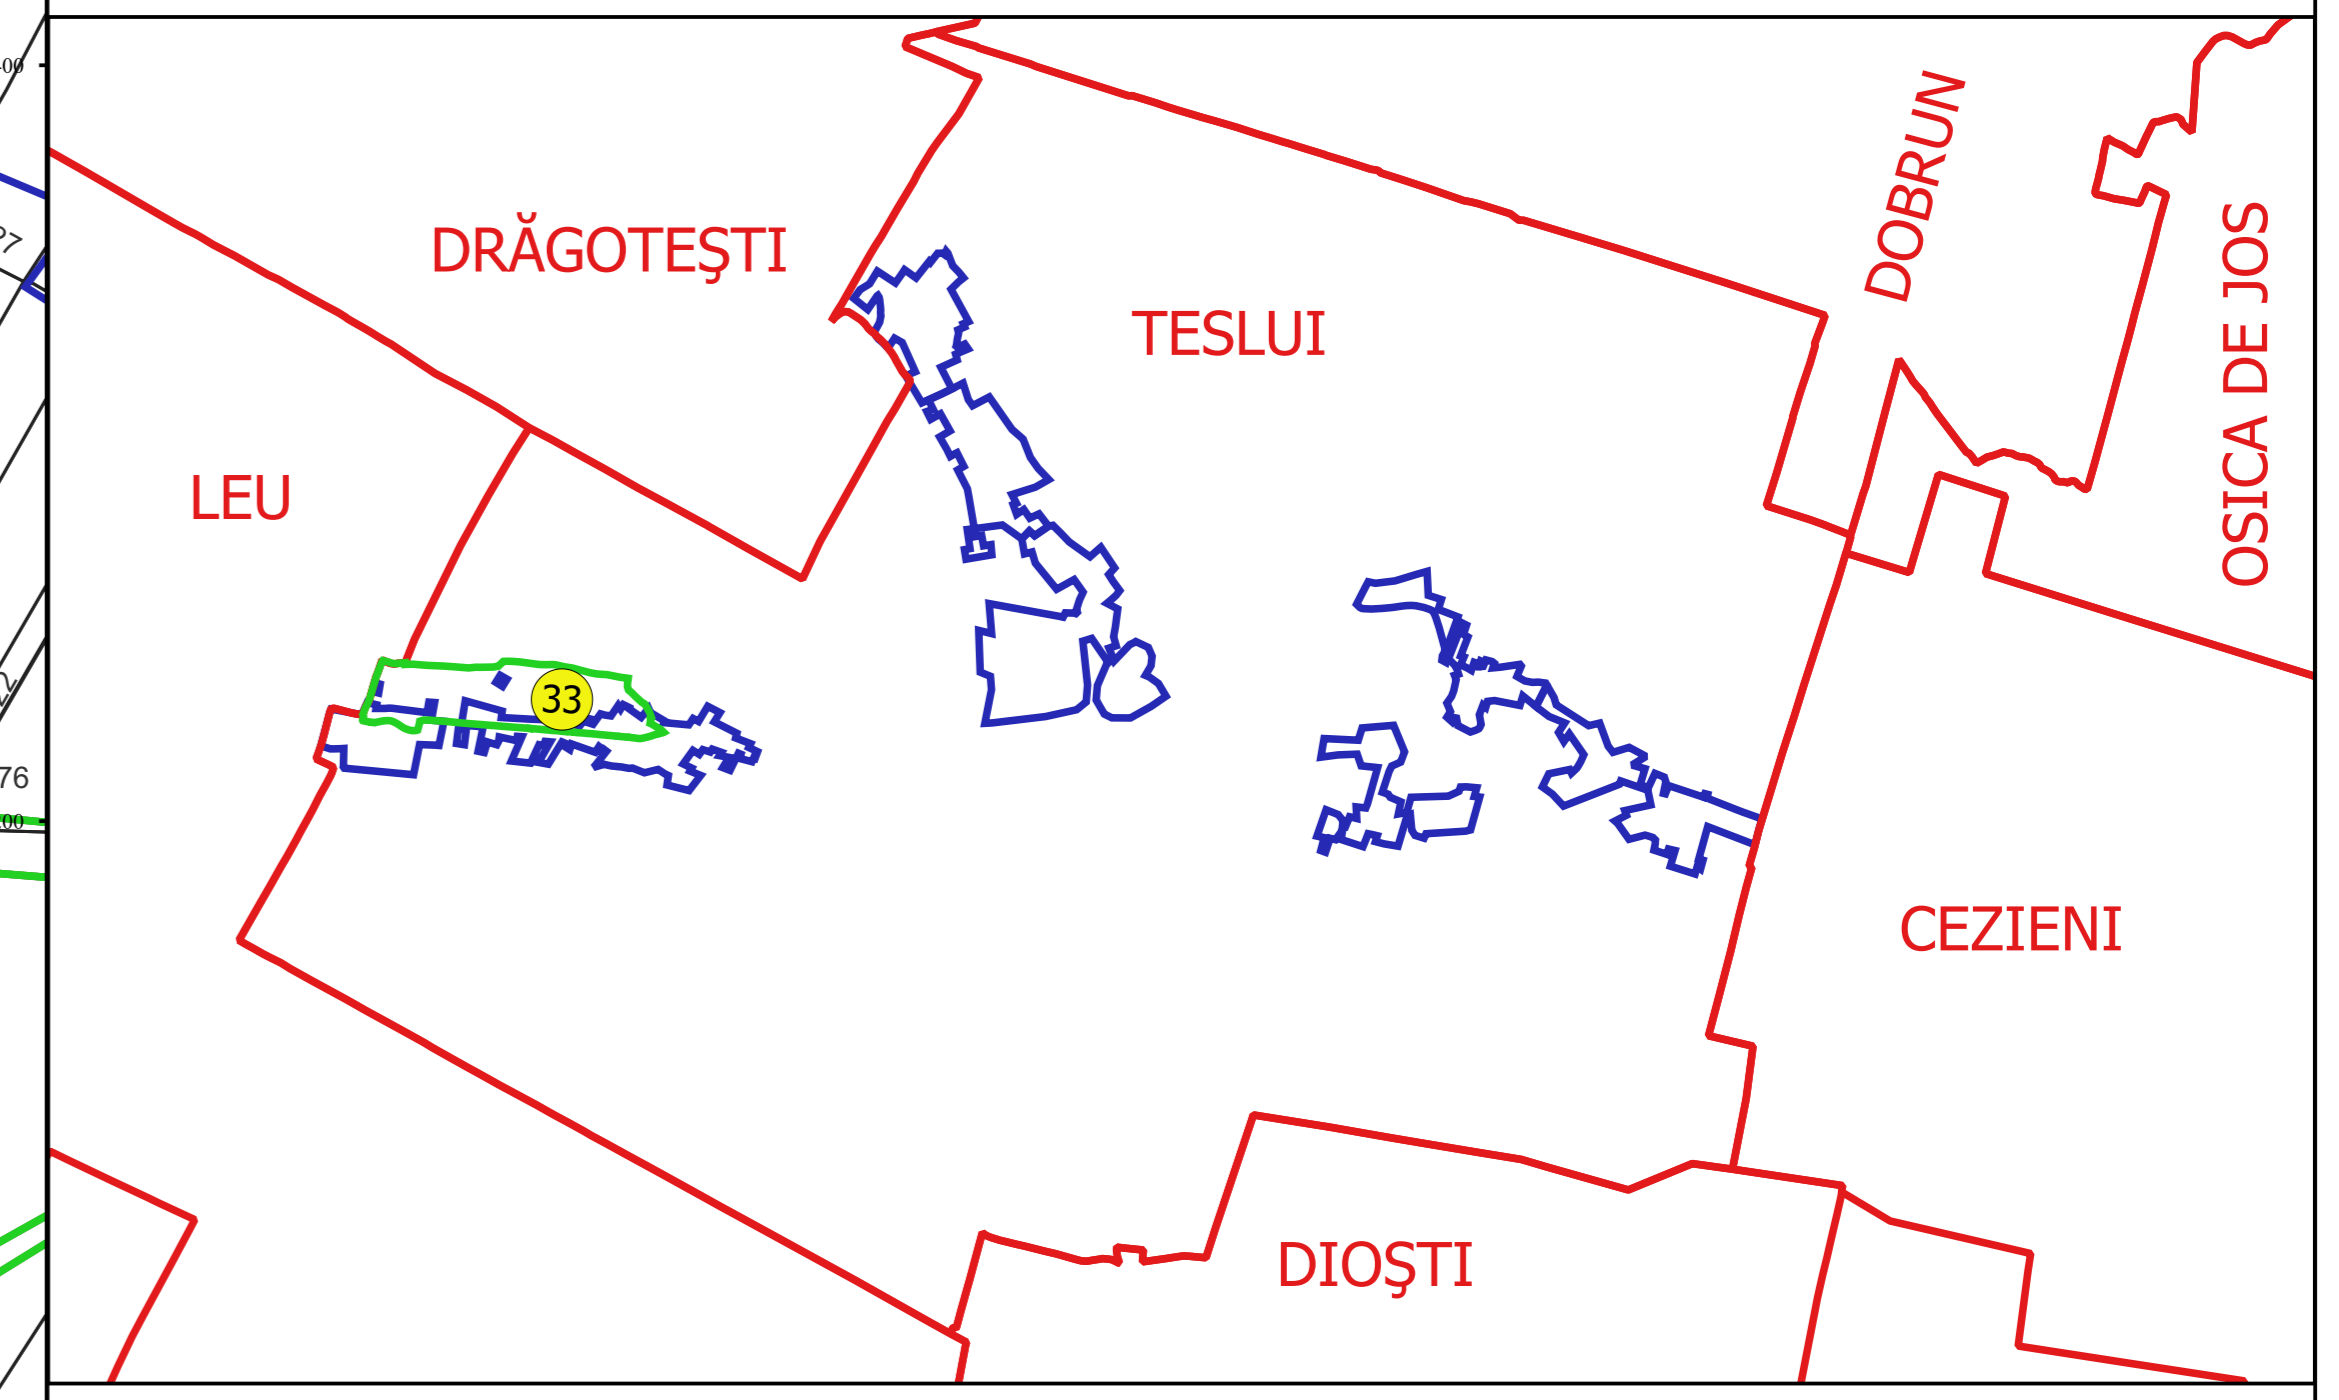 DOBRUN
DRĂGOTEŞTI
TESLUI
OSICA DE JOS
LEU
33
76
CEZIENI
DIOŞTI